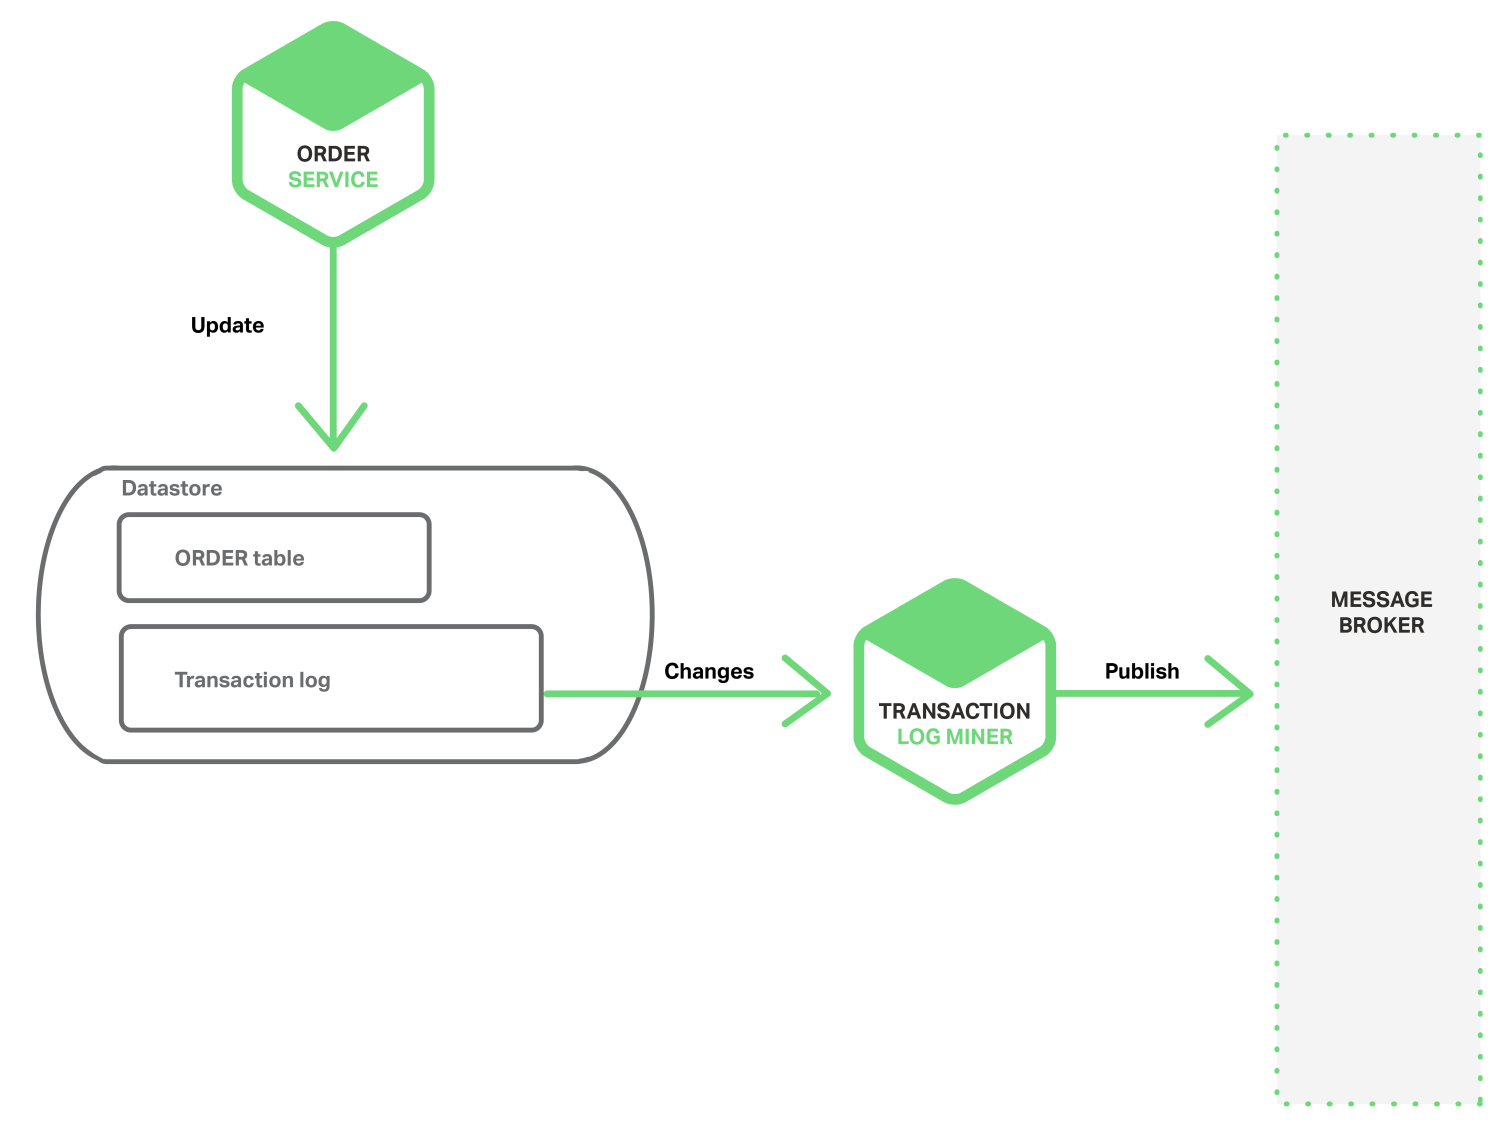 ORDER
SERVICE
Update
Datastore
ORDER table
Transaction log
Changes
TRANSACTION
LOG MINER
Publish
MESSAGE
BROKER